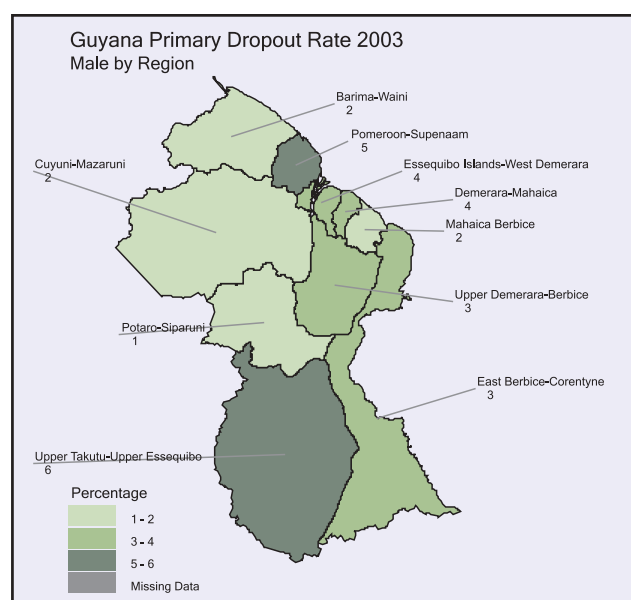 Guyana Primary Dropout Rate 2003
Male by Region
Barima-Waini
2
Pomeroon-Supenaam
5
Cuyuni-Mazaruni
2
Essequibo Islands-West Demerara
4
Demerara-Mahaica
4
Mahaica Berbice
2
Upper Demerara-Berbice
3
Potaro-Siparuni
1
East Berbice-Corentyne
3
Upper Takutu-Upper Essequibo
6
Percentage
1 - 2
3 - 4
5 - 6
Missing Data